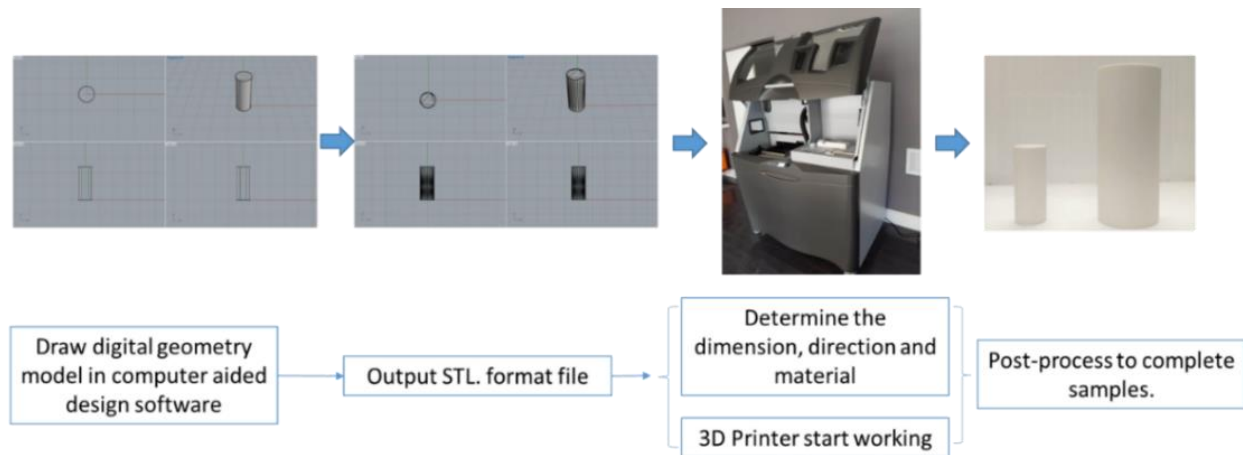 Draw digital geometry
model in computer aided
design software
Output STL. format file
Determine the
dimension, direction and
material
3D Printer start working
Post-process to complete
samples.